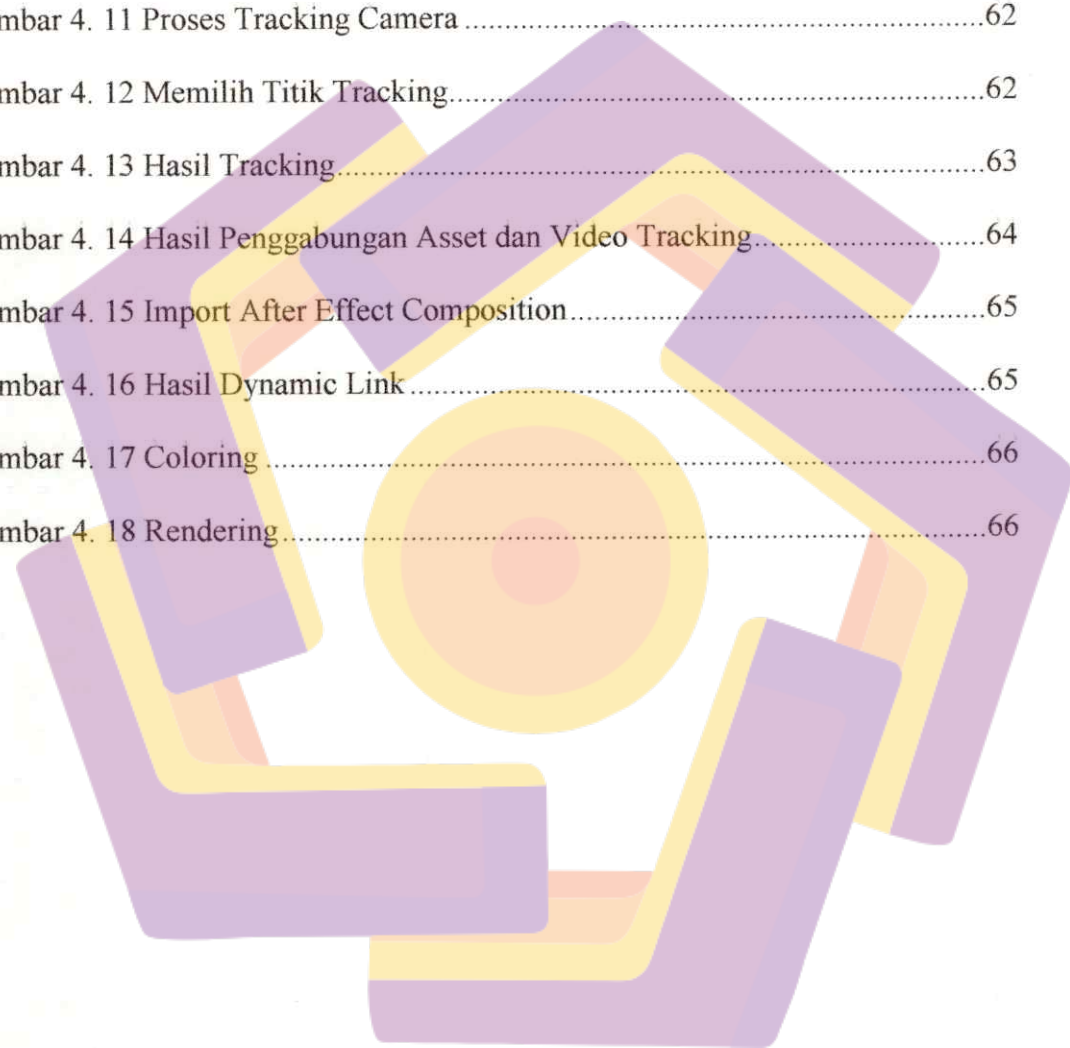 mbar 4. 11 Proses Tracking Camera ........................................................................62
mbar 4. 12 Memilih Titik Tracking.........................................................................62
mbar 4. 13 Hasil Tracking.......................................................................................63
mbar 4. 14 Hasil Penggabungan Asset dan Video Tracking...............................64
mbar 4. 15 Import After Effect Composition.........................................................65
mbar 4. 16 Hasil Dynamic Link ..............................................................................65
mbar 4. 17 Coloring .................................................................................................66
mbar 4. 18 Rendering ..............................................................................................66